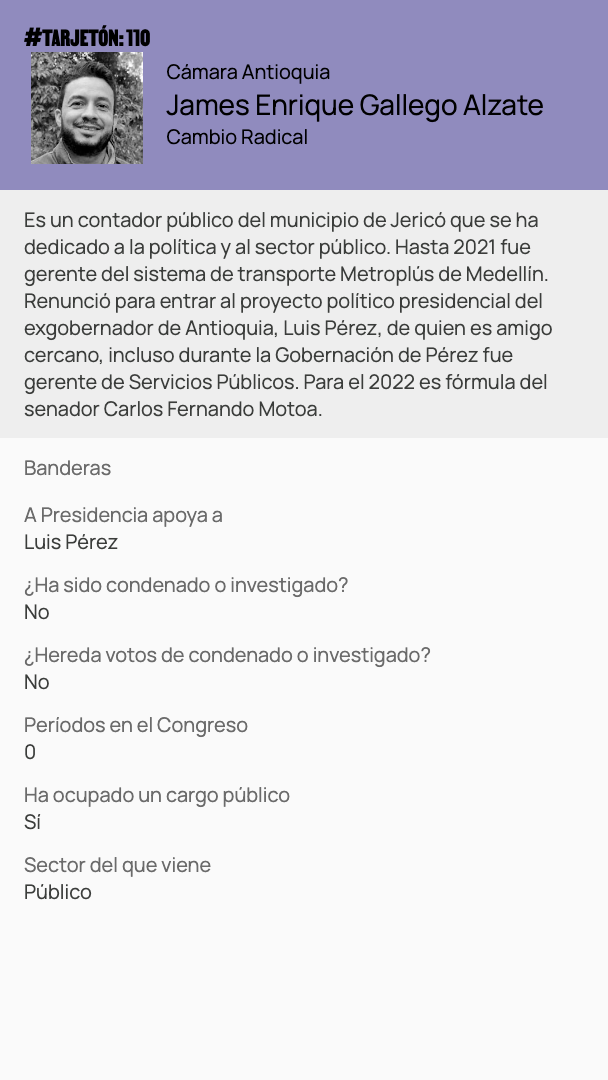 #TARJETÓN: 110
Cámara Antioquia
James Enrique Gallego Alzate
Cambio Radical
Es un contador público del municipio de Jericó que se ha
dedicado a la política y al sector público. Hasta 2021 fue
gerente del sistema de transporte Metroplús de Medellín.
Renunció para entrar al proyecto político presidencial del
exgobernador de Antioquia, Luis Pérez, de quien es amigo
cercano, incluso durante la Gobernación de Pérez fue
gerente de Servicios Públicos. Para el 2022 es fórmula del
senador Carlos Fernando Motoa.
Banderas
A Presidencia apoya a
Luis Pérez
¿Ha sido condenado o investigado?
No
¿Hereda votos de condenado o investigado?
No
Períodos en el Congreso
0
Ha ocupado un cargo público
Sí
Sector del que viene
Público